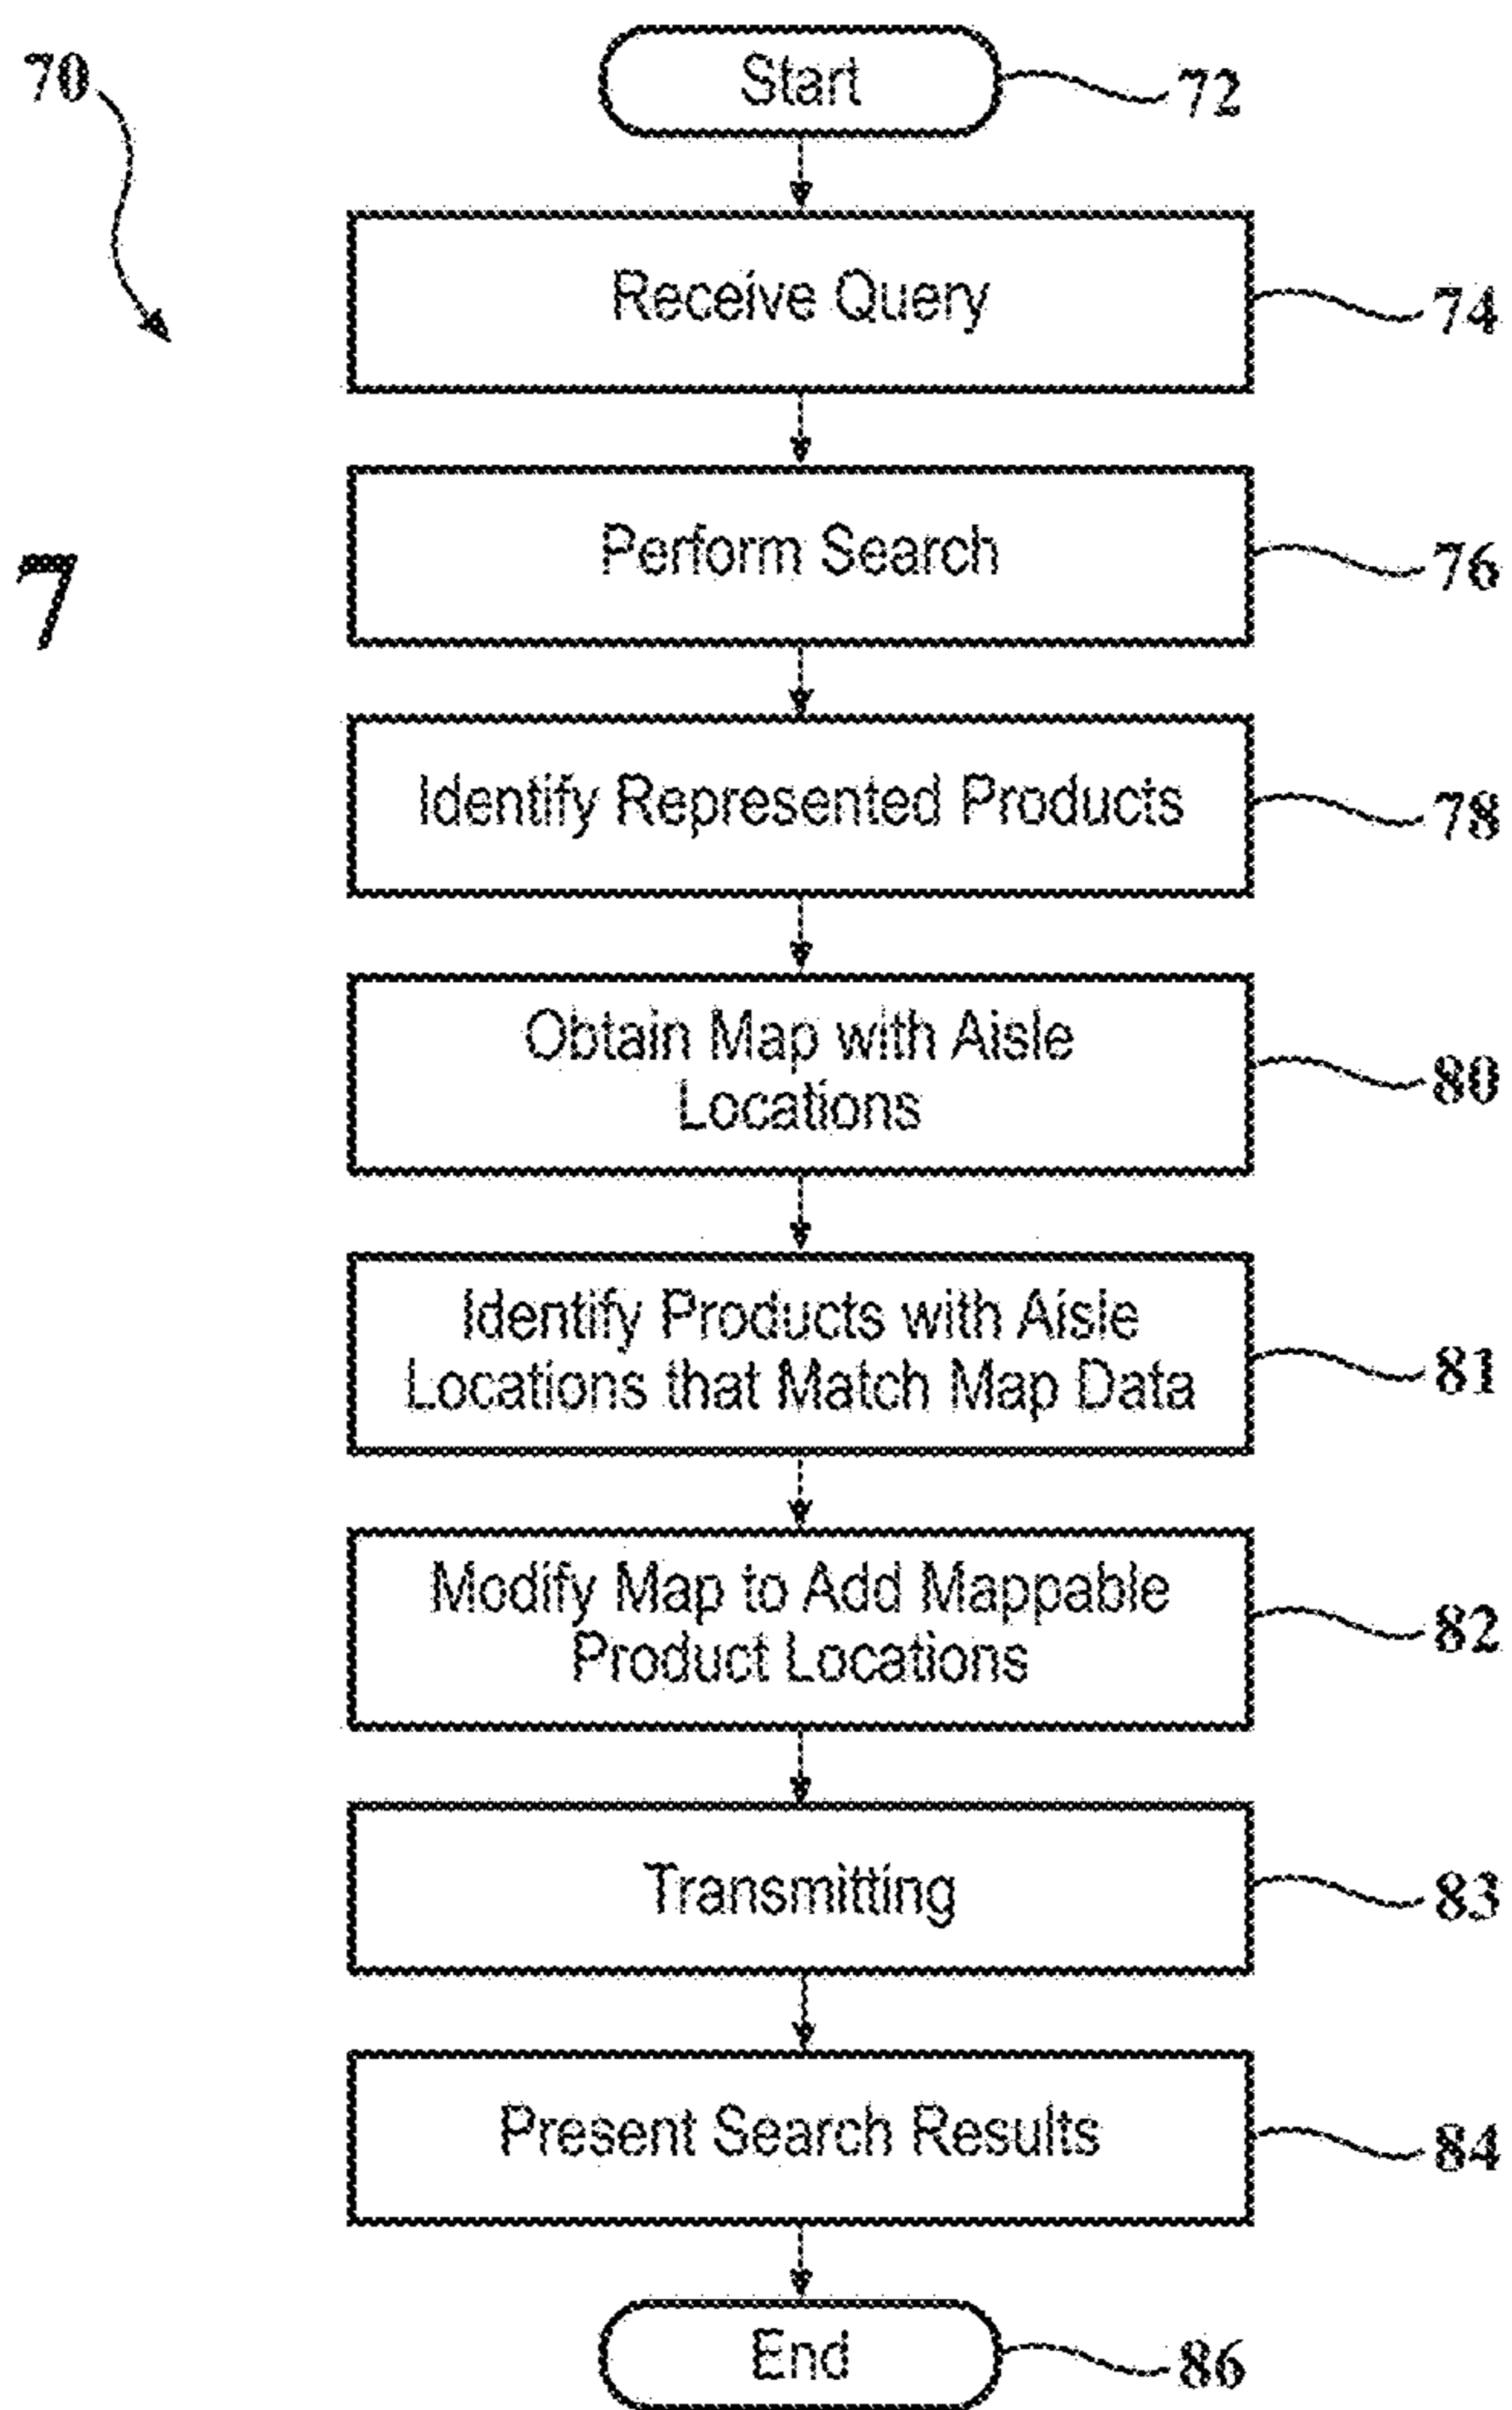 70
Start
72
Receive Query
74
Perform Search
76
7
Identify Represented Products
78
Obtain Map with Aisle
Locations
80
Identify Products with Aisle
Locations that Match Map Data
81
Modify Map to Add Mappable
Product Locations
82
Transmitting
83
Present Search Results
84
End
86